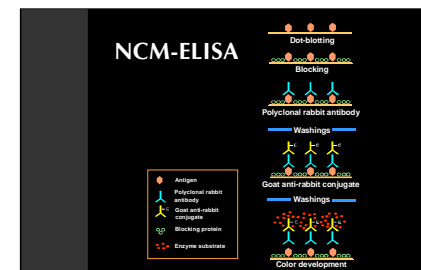 NCM-ELISA
Dot-blotting
Blocking
Polyclonal rabbit antibody
Washings
E E E
Goat anti-rabbit conjugate
Washings
E E E
Color development
Antigen
Polyclonal rabbit
antibody
E
Goat anti-rabbit
conjugate
Blocking protein
Enzyme substrate